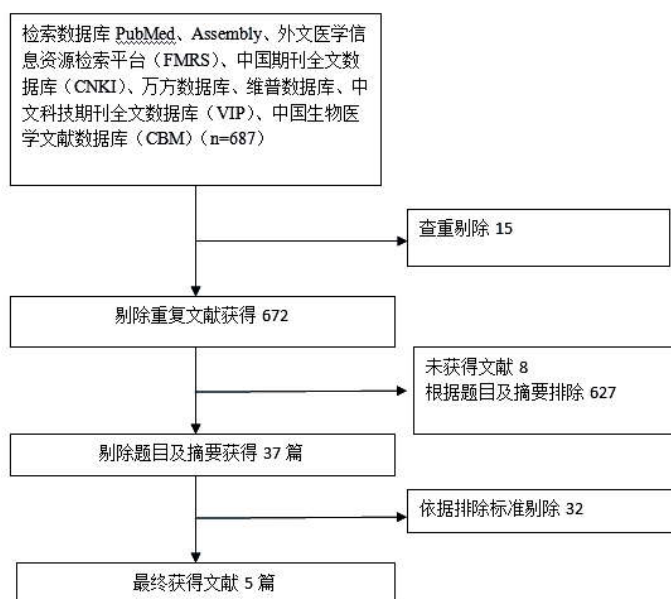 检索数据库 PubMed、Assembly、外文医学信
息资源检索平台（FMRS）、中国期刊全文数
据库（CNKI）、万方数据库、维普数据库、中
文科技期刊全文数据库（VIP）、中国生物医
学文献数据库（CBM）（n=687）
查重剔除 15
剔除重复文献获得 672
未获得文献 8
根据题目及摘要排除 627
剔除题目及摘要获得 37 篇
依据排除标准剔除 32
最终获得文献 5 篇